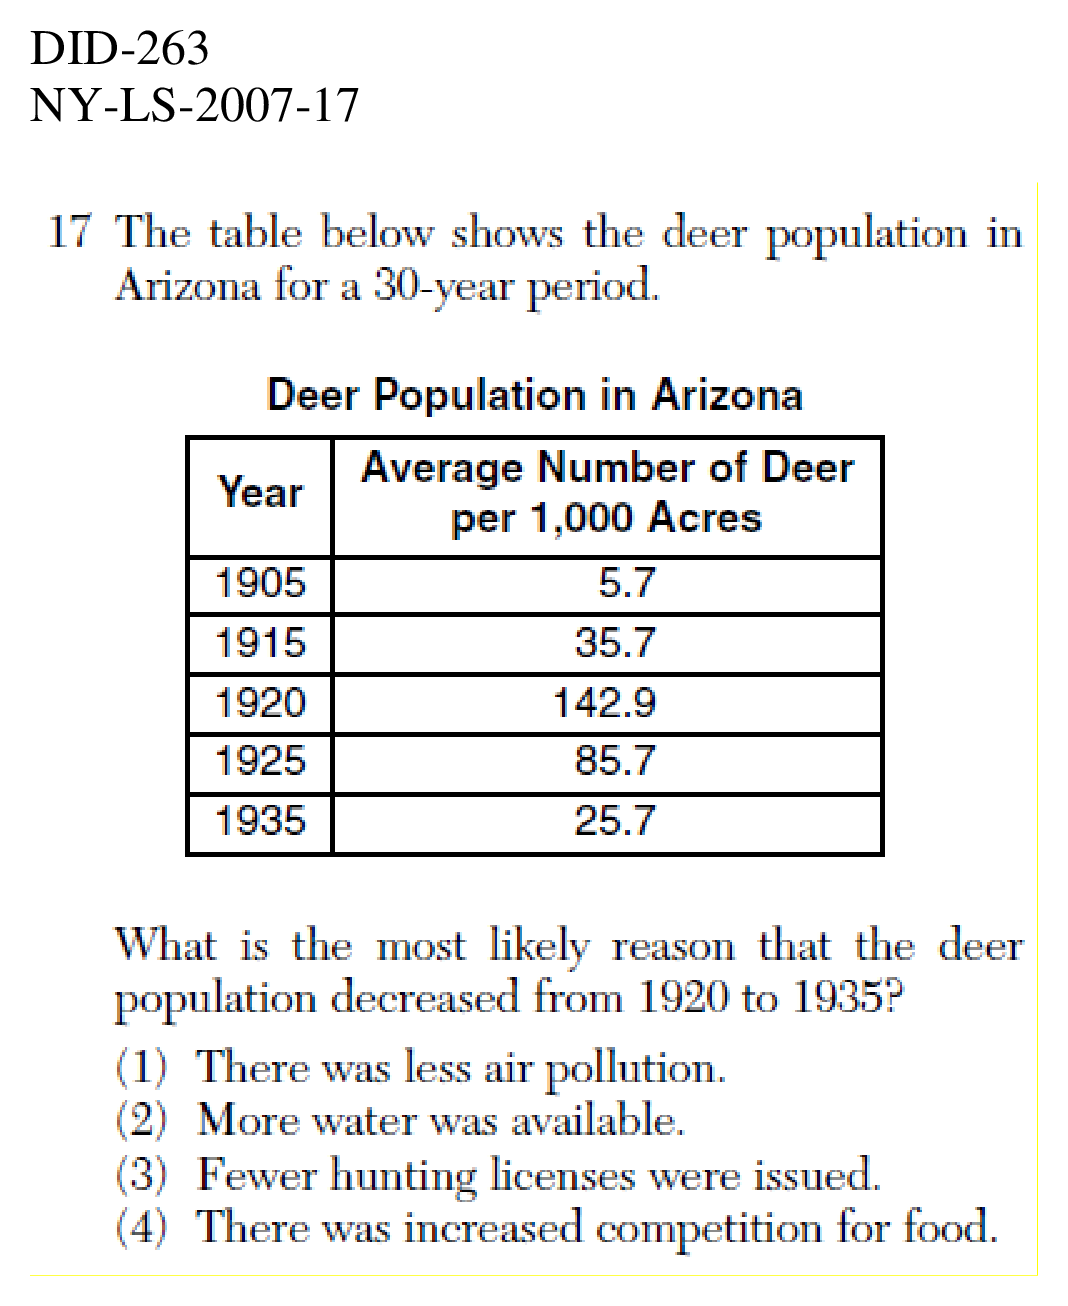 DID-263
NY-LS-2007-17
17 The table below shows the deer population in
Arizona for a 30-year period.
Deer Population in Arizona
Year
Average Number of Deer
per 1,000 Acres
1905 5.7
1915 35.7
1920 142.9
1925 85.7
1935 25.7
What is the most likely reason that the deer
population decreased from 1920 to 1935?
(1) There was less air pollution.
(2) More water was available.
(3) Fewer hunting licenses were issued.
(4) There was increased competition for food.